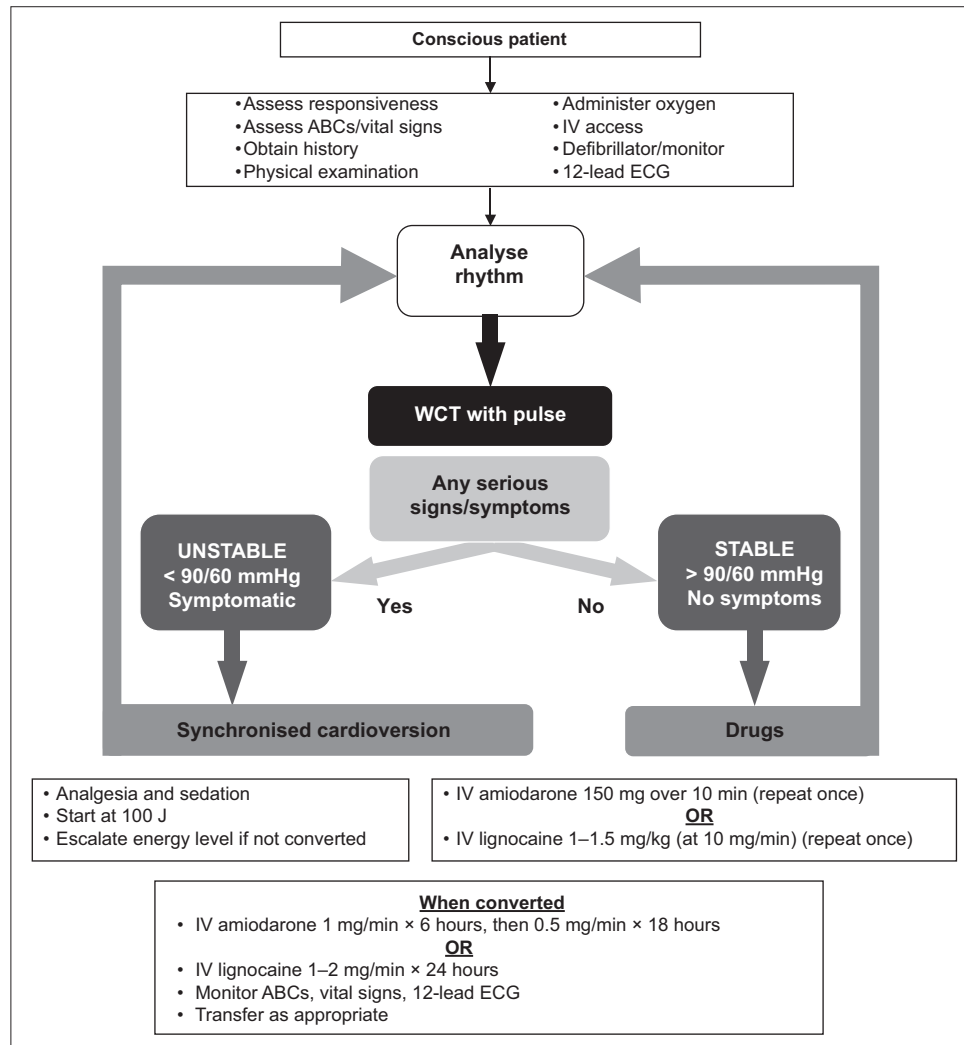 Conscious patient
• Assess responsiveness
• Assess ABCs/vital signs
• Obtain history
• Physical examination
• Administer oxygen
• IV access
• Defibrillator/monitor
• 12-lead ECG
Analyse
rhythm
WCT with pulse
Any serious
signs/symptoms
UNSTABLE
< 90/60 mmHg
Symptomatic
Yes
No
STABLE
> 90/60 mmHg
No symptoms
Synchronised cardioversion
Drugs
• Analgesia and sedation
• Start at 100 J
• Escalate energy level if not converted
• IV amiodarone 150 mg over 10 min (repeat once)
OR
• IV lignocaine 1–1.5 mg/kg (at 10 mg/min) (repeat once)
When converted
• IV amiodarone 1 mg/min × 6 hours, then 0.5 mg/min × 18 hours
OR
• IV lignocaine 1–2 mg/min × 24 hours
• Monitor ABCs, vital signs, 12-lead ECG
• Transfer as appropriate